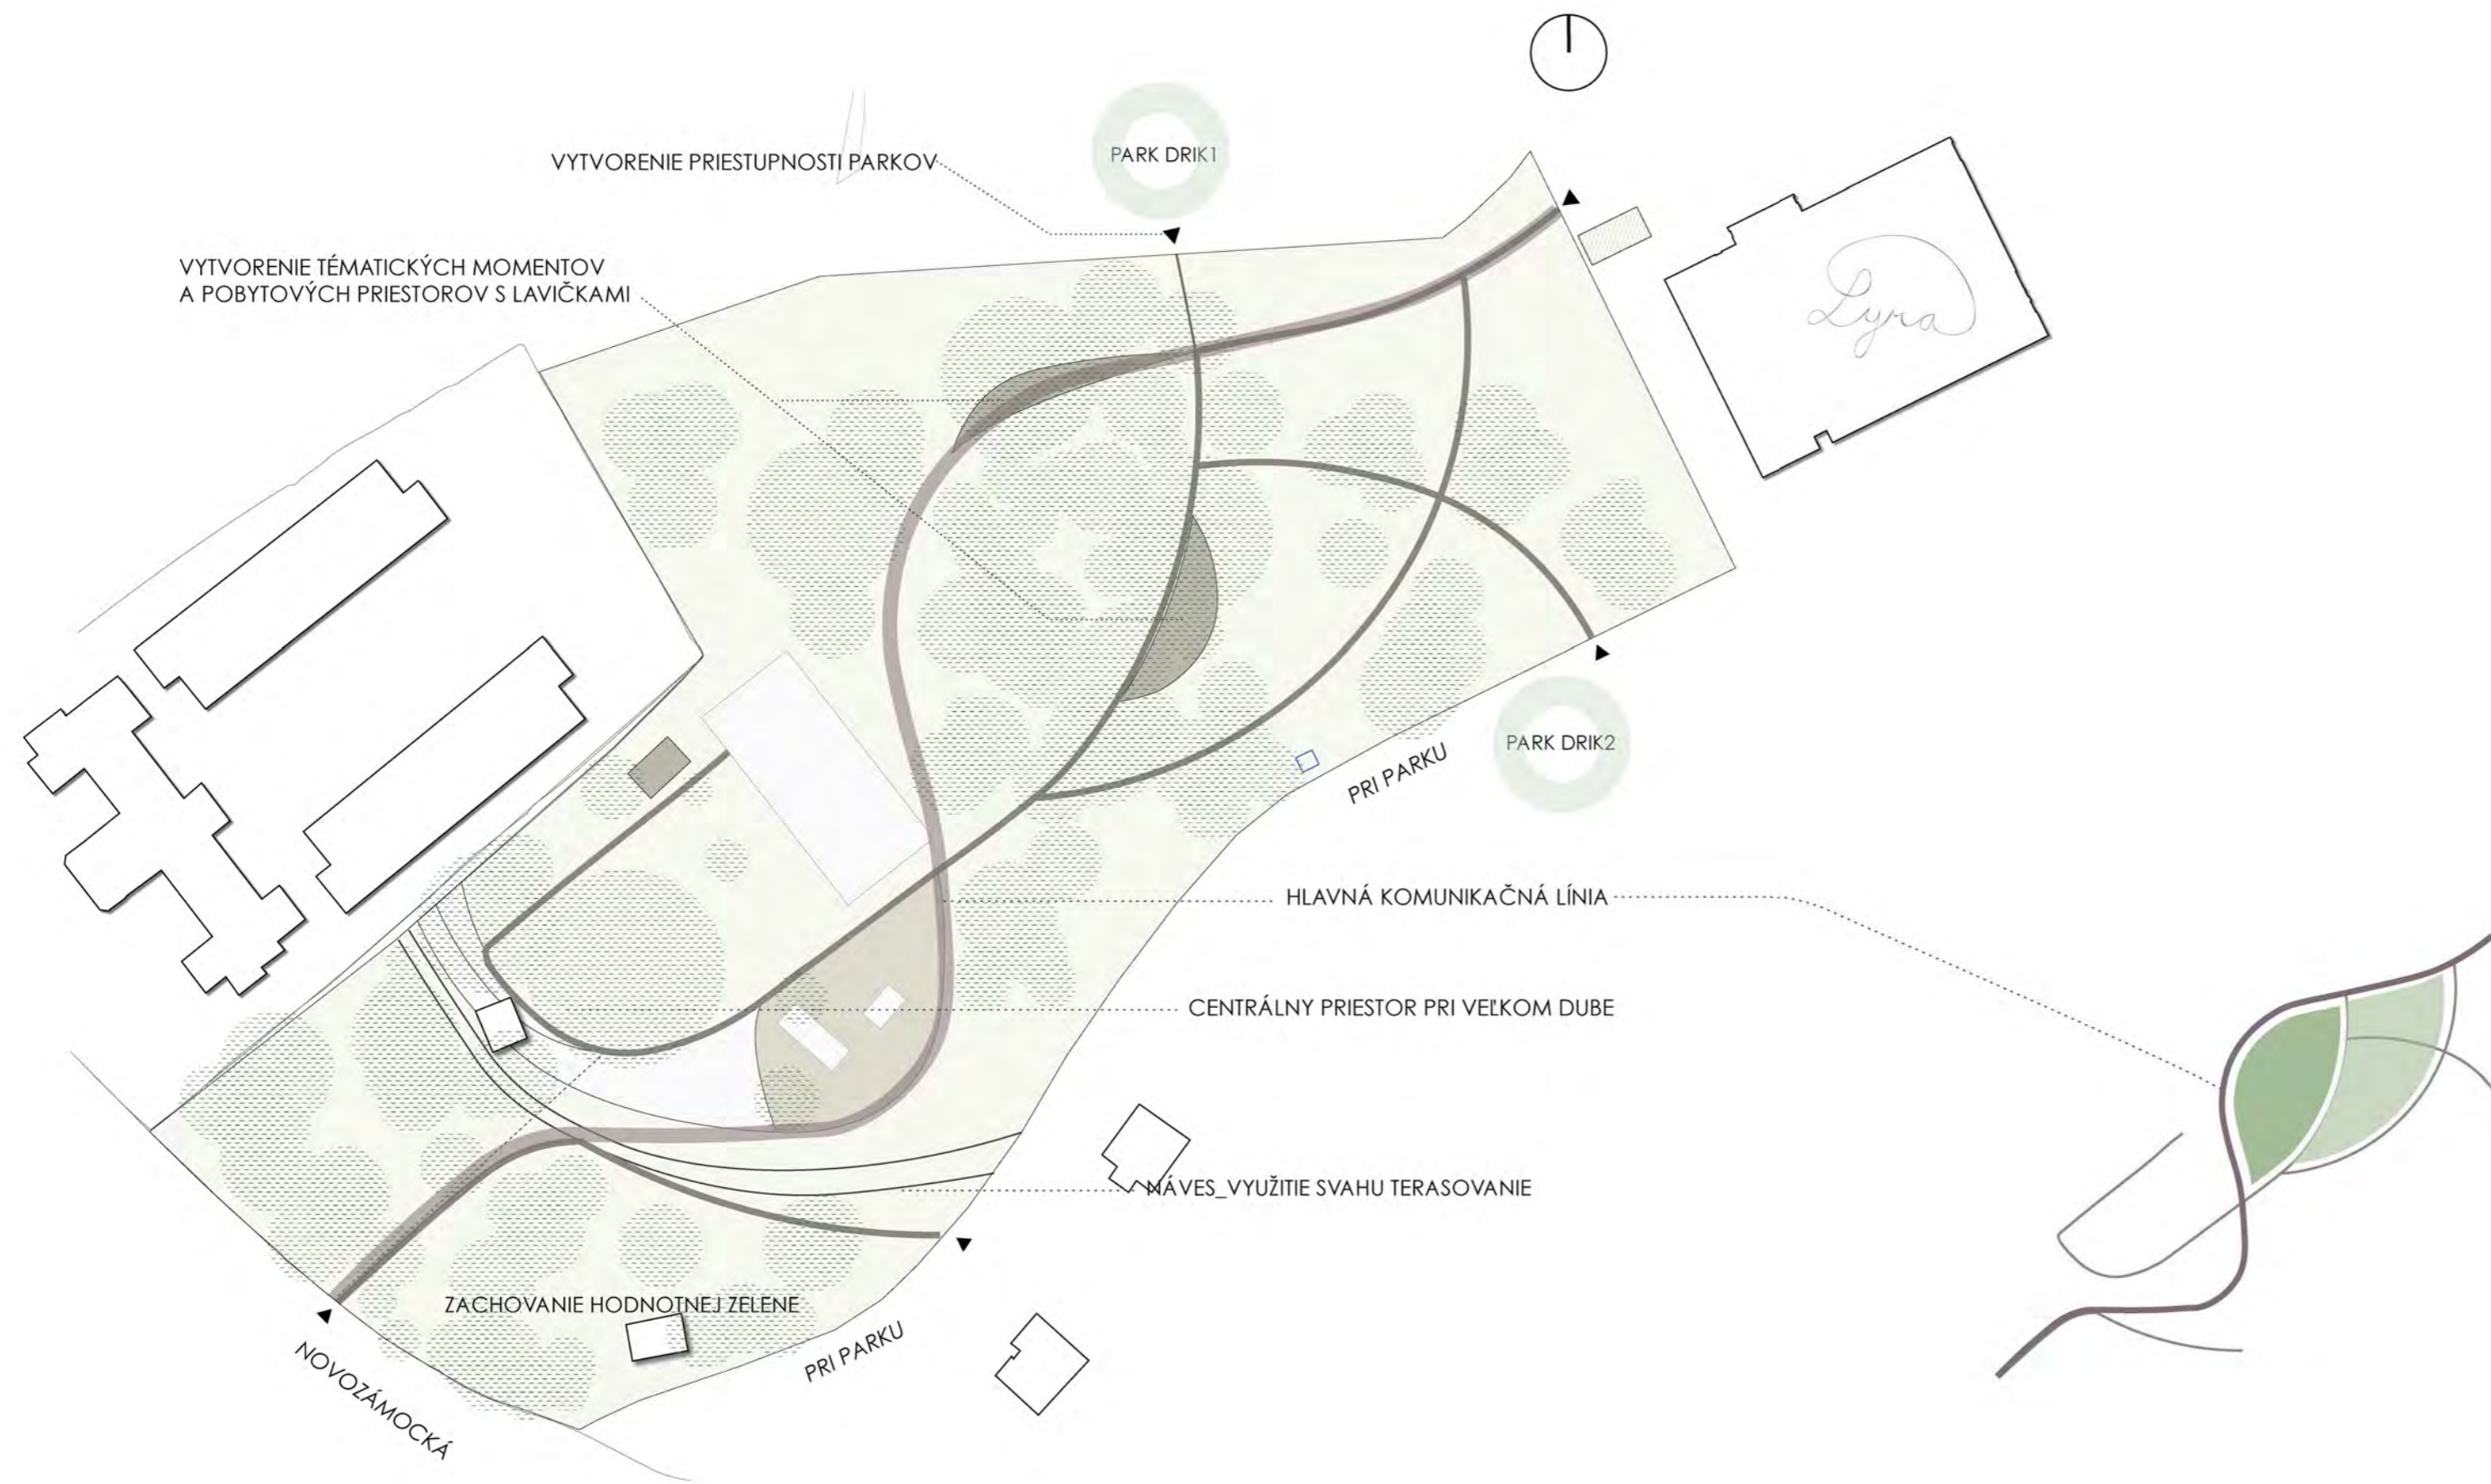 PARK DRIK1
VYTVORENIE PRIESTUPNOSTI PARKOV
VYTVORENIE TÉMATICKÝCH MOMENTOV
A POBYTOVÝCH PRIESTOROV S LAVIČKAMI
Lyra
PARK DRIK2
PRI PARKU
HLAVNÁ KOMUNIKAČNÁ LÍNIA
CENTRÁLNY PRIESTOR PRI VEĽKOM DUBE
NÁVES_VYUŽITIE SVAHU TERASOVANIE
ZACHOVANIE HODNOTNEJ ZELENE
PRI PARKU
NOVOZÁMOCKÁ